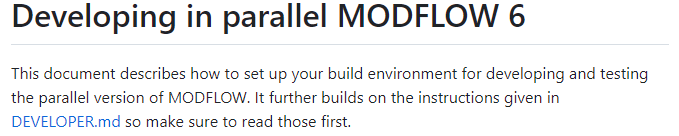 Developing in parallel MODFLOW 6
This document describes how to set up your build environment for developing and testing
the parallel version of MODFLOW. It further builds on the instructions given in
DEVELOPER.md so make sure to read those first.